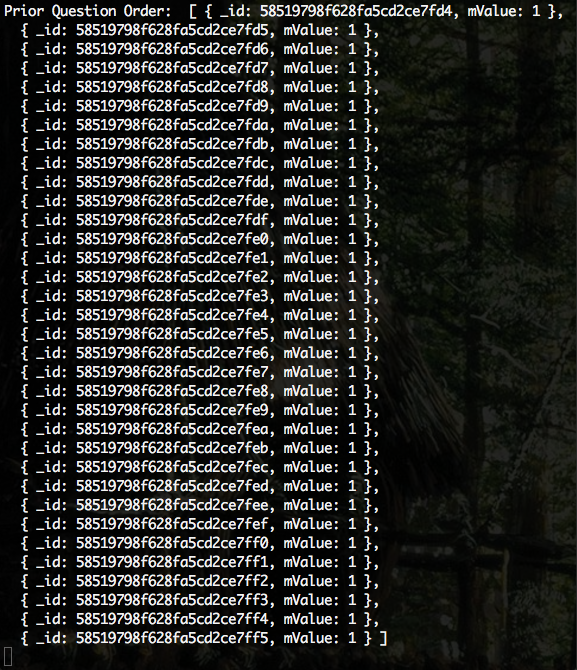 Prior Question Order:  [ { _id: 58519798f628fa5cd2ce7fd4, mValue: 1 },
  { _id: 58519798f628fa5cd2ce7fd5, mValue: 1 },
  { _id: 58519798f628fa5cd2ce7fd6, mValue: 1 },
  { _id: 58519798f628fa5cd2ce7fd7, mValue: 1 },
  { _id: 58519798f628fa5cd2ce7fd8, mValue: 1 },
  { _id: 58519798f628fa5cd2ce7fd9, mValue: 1 },
  { _id: 58519798f628fa5cd2ce7fda, mValue: 1 },
  { _id: 58519798f628fa5cd2ce7fdb, mValue: 1 },
  { _id: 58519798f628fa5cd2ce7fdc, mValue: 1 },
  { _id: 58519798f628fa5cd2ce7fdd, mValue: 1 },
  { _id: 58519798f628fa5cd2ce7fde, mValue: 1 },
  { _id: 58519798f628fa5cd2ce7fdf, mValue: 1 },
  { _id: 58519798f628fa5cd2ce7fe0, mValue: 1 },
  { _id: 58519798f628fa5cd2ce7fe1, mValue: 1 },
  { _id: 58519798f628fa5cd2ce7fe2, mValue: 1 },
  { _id: 58519798f628fa5cd2ce7fe3, mValue: 1 },
  { _id: 58519798f628fa5cd2ce7fe4, mValue: 1 },
  { _id: 58519798f628fa5cd2ce7fe5, mValue: 1 },
  { _id: 58519798f628fa5cd2ce7fe6, mValue: 1 },
  { _id: 58519798f628fa5cd2ce7fe7, mValue: 1 },
  { _id: 58519798f628fa5cd2ce7fe8, mValue: 1 },
  { _id: 58519798f628fa5cd2ce7fe9, mValue: 1 },
  { _id: 58519798f628fa5cd2ce7fea, mValue: 1 },
  { _id: 58519798f628fa5cd2ce7feb, mValue: 1 },
  { _id: 58519798f628fa5cd2ce7fec, mValue: 1 },
  { _id: 58519798f628fa5cd2ce7fed, mValue: 1 },
  { _id: 58519798f628fa5cd2ce7fee, mValue: 1 },
  { _id: 58519798f628fa5cd2ce7fef, mValue: 1 },
  { _id: 58519798f628fa5cd2ce7ff0, mValue: 1 },
  { _id: 58519798f628fa5cd2ce7ff1, mValue: 1 },
  { _id: 58519798f628fa5cd2ce7ff2, mValue: 1 },
  { _id: 58519798f628fa5cd2ce7ff3, mValue: 1 },
  { _id: 58519798f628fa5cd2ce7ff4, mValue: 1 },
  { _id: 58519798f628fa5cd2ce7ff5, mValue: 1 } ]